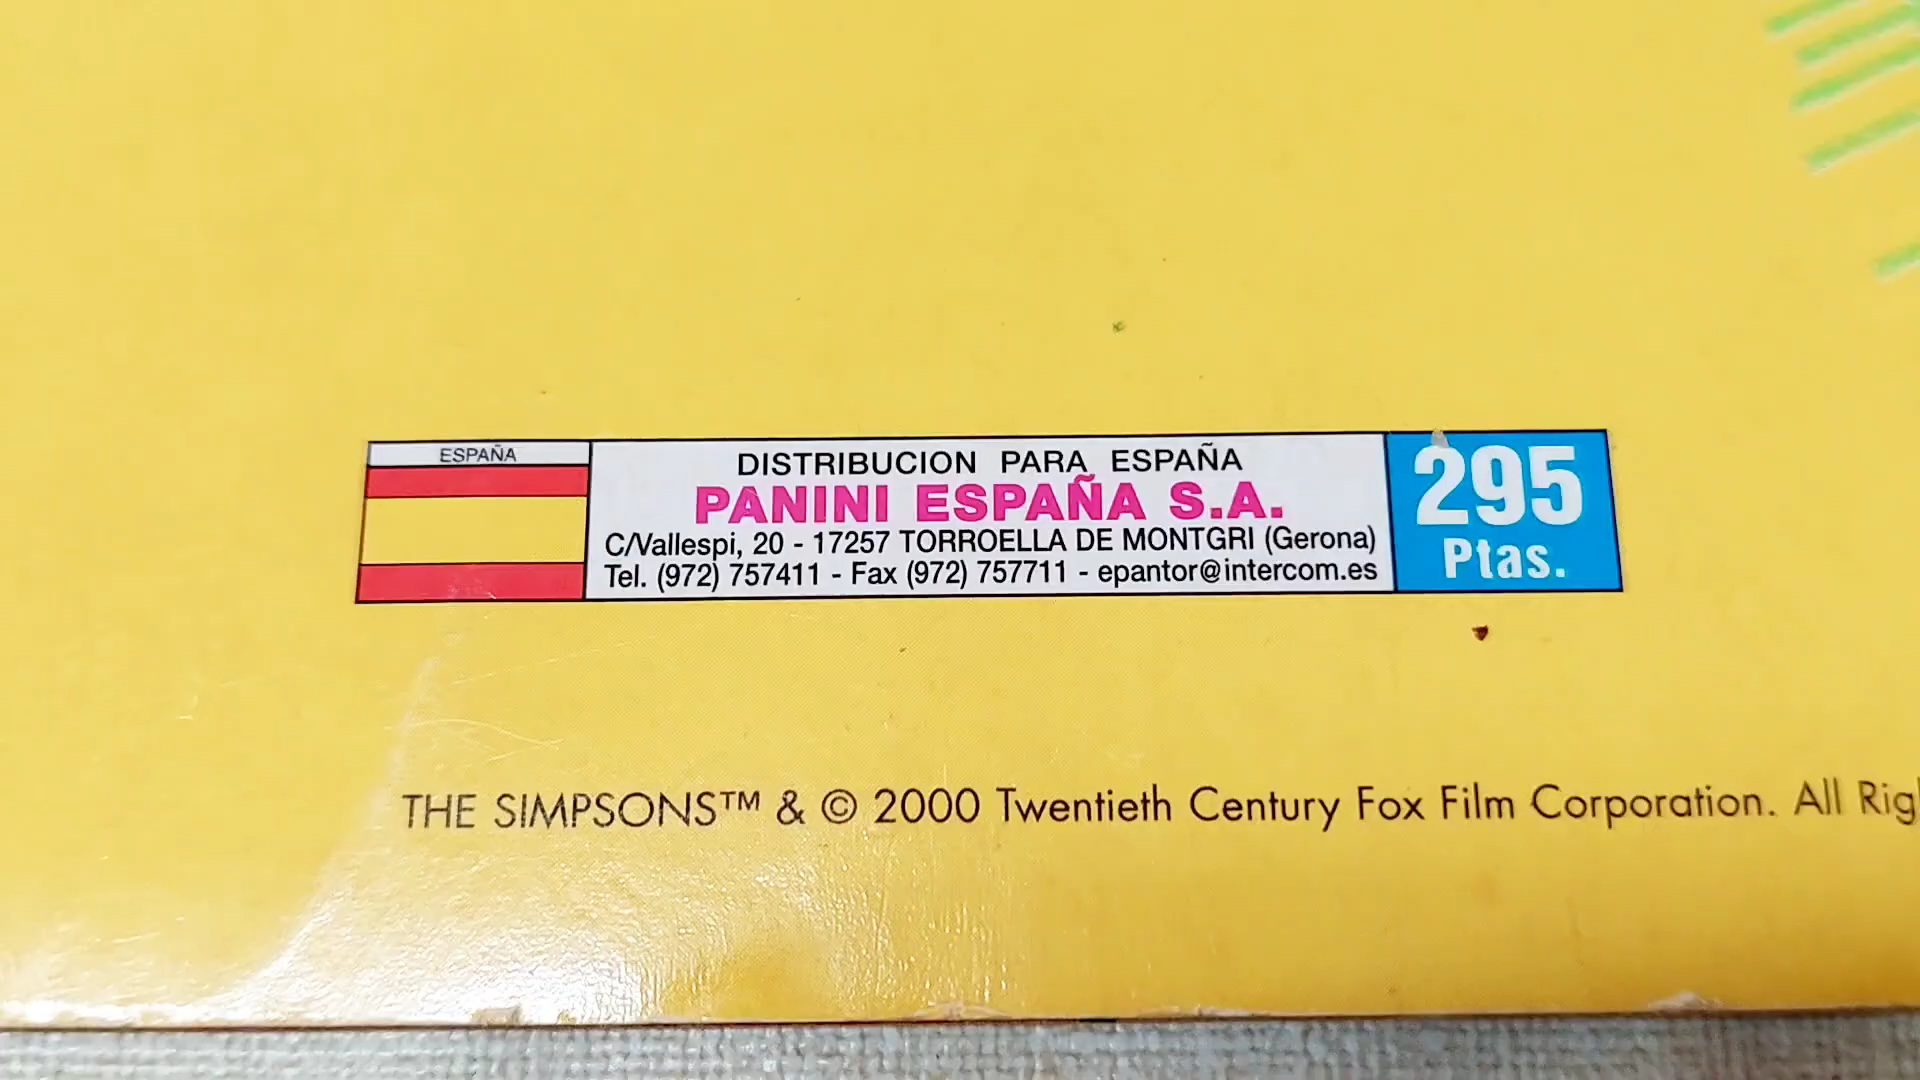 ESPAÑA
DISTRIBUCION PARA ESPAÑA
PANINI ESPAÑA S.A.
C/Vallespi, 20 - 17257 TORROELLA DE MONTGRI (Gerona)
Tel. (972) 757411 - Fax (972) 757711 - epantor@intercom.es
295
Ptas.
THE SIMPSONS™ & © 2000 Twentieth Century Fox Film Corporation. All Rig